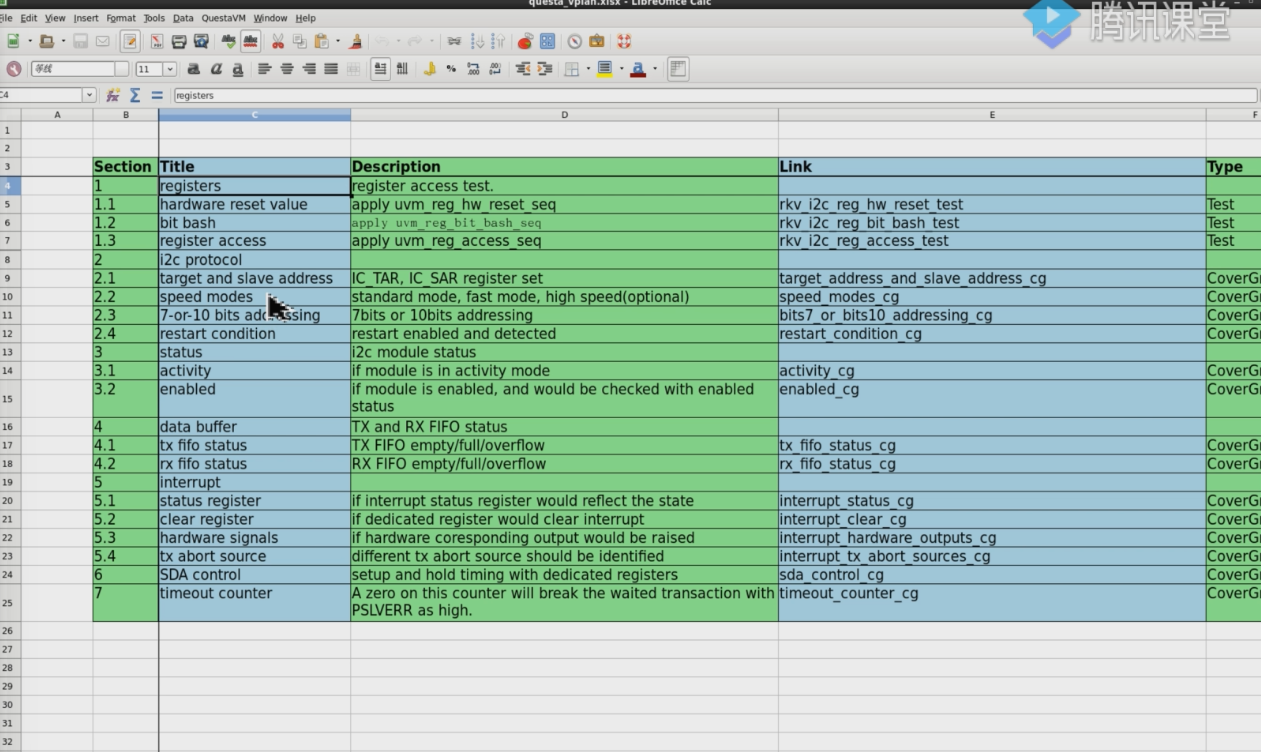 questa_vplan.xlsx - LibreOffice Calc
腾讯课堂
File Edit View Insert Format Tools Data QuestaVM Window Help
等线 11
C4 registers
A B C D E F
1
2
3 Section Title Description Link Type
4 1 registers register access test.
5 1.1 hardware reset value apply uvm_reg_hw_reset_seq rkv_i2c_reg_hw_reset_test Test
6 1.2 bit bash apply uvm_reg_bit_bash_seq rkv_i2c_reg_bit_bash_test Test
7 1.3 register access apply uvm_reg_access_seq rkv_i2c_reg_access_test Test
8 2 i2c protocol
9 2.1 target and slave address IC_TAR, IC_SAR register set target_address_and_slave_address_cg CoverGr
10 2.2 speed modes standard mode, fast mode, high speed(optional) speed_modes_cg CoverGr
11 2.3 7-or-10 bits addressing 7bits or 10bits addressing bits7_or_bits10_addressing_cg CoverGr
12 2.4 restart condition restart enabled and detected restart_condition_cg CoverGr
13 3 status i2c module status
14 3.1 activity if module is in activity mode activity_cg CoverGr
15 3.2 enabled if module is enabled, and would be checked with enabled enabled_cg CoverGr
status
16 4 data buffer TX and RX FIFO status
17 4.1 tx fifo status TX FIFO empty/full/overflow tx_fifo_status_cg CoverGr
18 4.2 rx fifo status RX FIFO empty/full/overflow rx_fifo_status_cg CoverGr
19 5 interrupt
20 5.1 status register if interrupt status register would reflect the state interrupt_status_cg CoverGr
21 5.2 clear register if dedicated register would clear interrupt interrupt_clear_cg CoverGr
22 5.3 hardware signals if hardware coresponding output would be raised interrupt_hardware_outputs_cg CoverGr
23 5.4 tx abort source different tx abort source should be identified interrupt_tx_abort_sources_cg CoverGr
24 6 SDA control setup and hold timing with dedicated registers sda_control_cg CoverGr
25 7 timeout counter A zero on this counter will break the waited transaction with timeout_counter_cg CoverGr
PSLVERR as high.
26
27
28
29
30
31
32